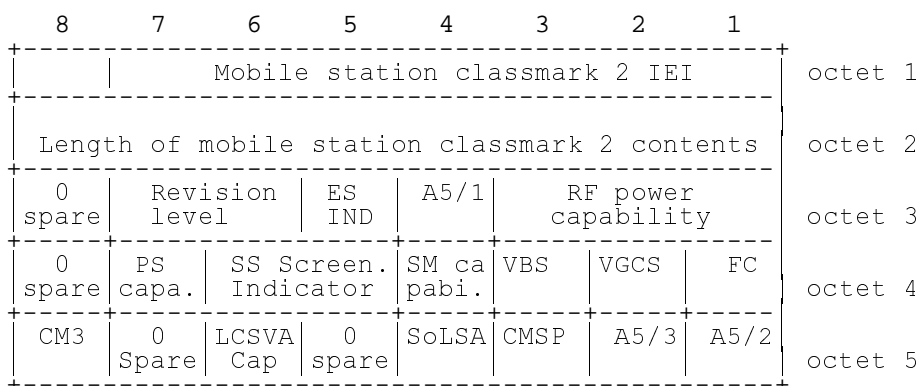 8 7 6 5 4 3 2 1
Mobile station classmark 2 IEI octet 1
Length of mobile station classmark 2 contents octet 2
0 Revision ES A5/1 RF power
spare level IND capability octet 3
0 PS SS Screen. SM ca VBS VGCS FC
spare capa. Indicator pabi. octet 4
CM3 0 LCSVA 0 SoLSA CMSP A5/3 A5/2
Spare Cap spare octet 5